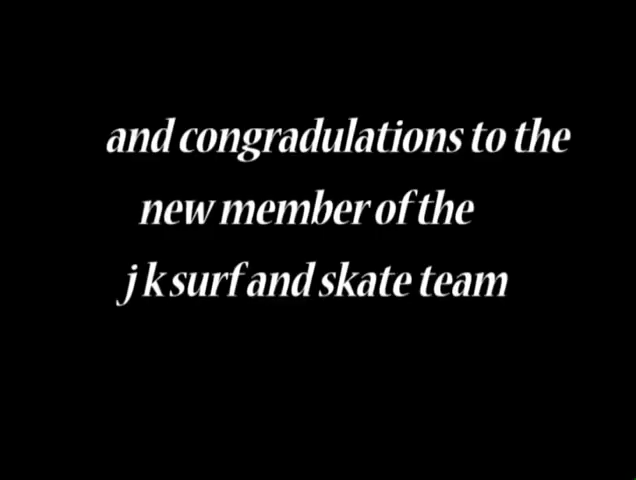 and congradulations to the
new member of the
j k surf and skate team